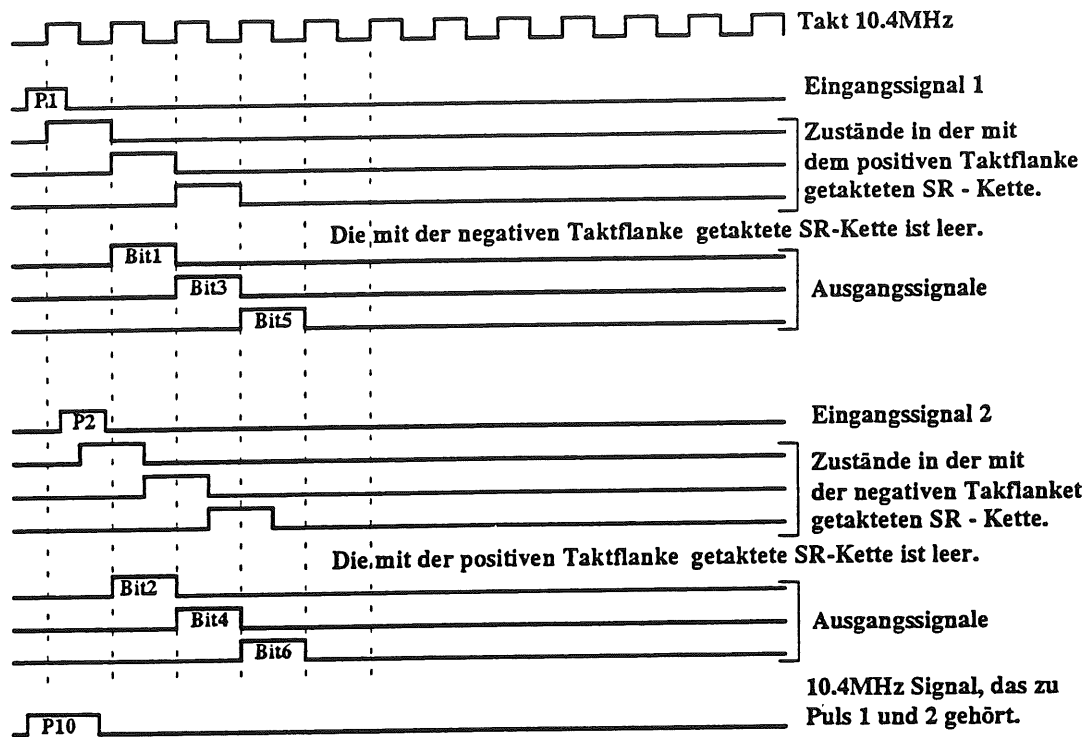 Takt 10.4MHz
Eingangssignal 1
P.1
Zustände in der mit
dem positiven Taktflanke
getakteten SR - Kette.
Die mit der negativen Taktflanke getaktete SR-Kette ist leer.
Bit1
Bit3
Bit5
Ausgangssignale
Eingangssignal 2
P2
Zustände in der mit
der negativen Takflanket
getakteten SR - Kette.
Die mit der positiven Taktflanke getaktete SR-Kette ist leer.
Bit2
Bit4
Bit6
Ausgangssignale
10.4MHz Signal, das zu
Puls 1 und 2 gehört.
P10